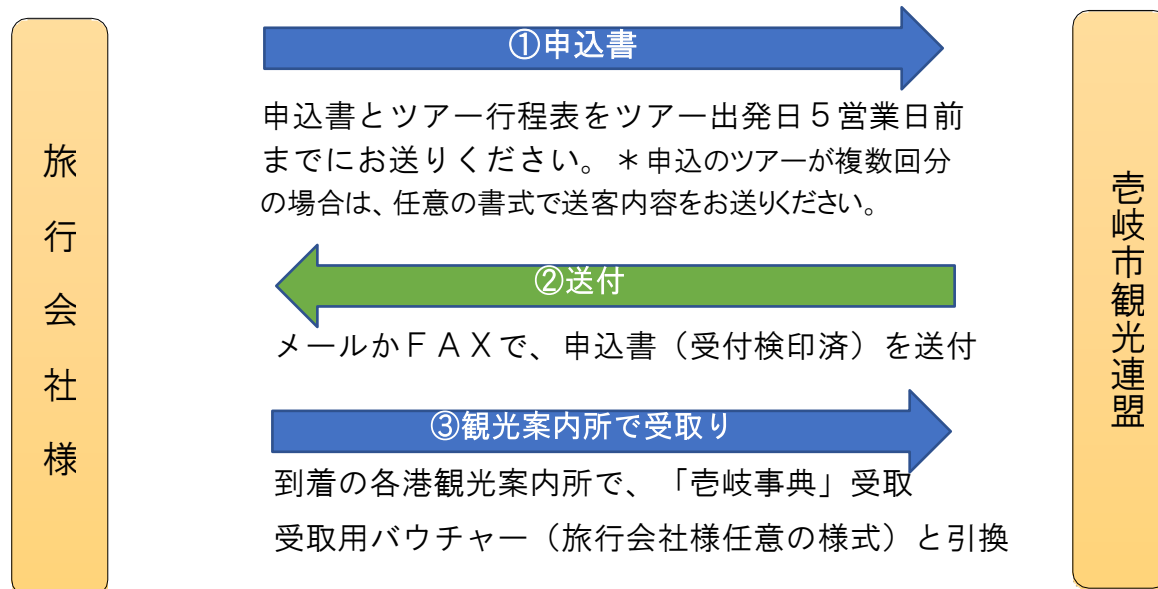 旅行会社様
①申込書
申込書とツアー行程表をツアー出発日５営業日前
までにお送りください。＊申込のツアーが複数回分
の場合は、任意の書式で送客内容をお送りください。
②送付
メールかＦＡＸで、申込書（受付検印済）を送付
③観光案内所で受取り
到着の各港観光案内所で、「壱岐事典」受取
受取用バウチャー（旅行会社様任意の様式）と引換
壱岐市観光連盟